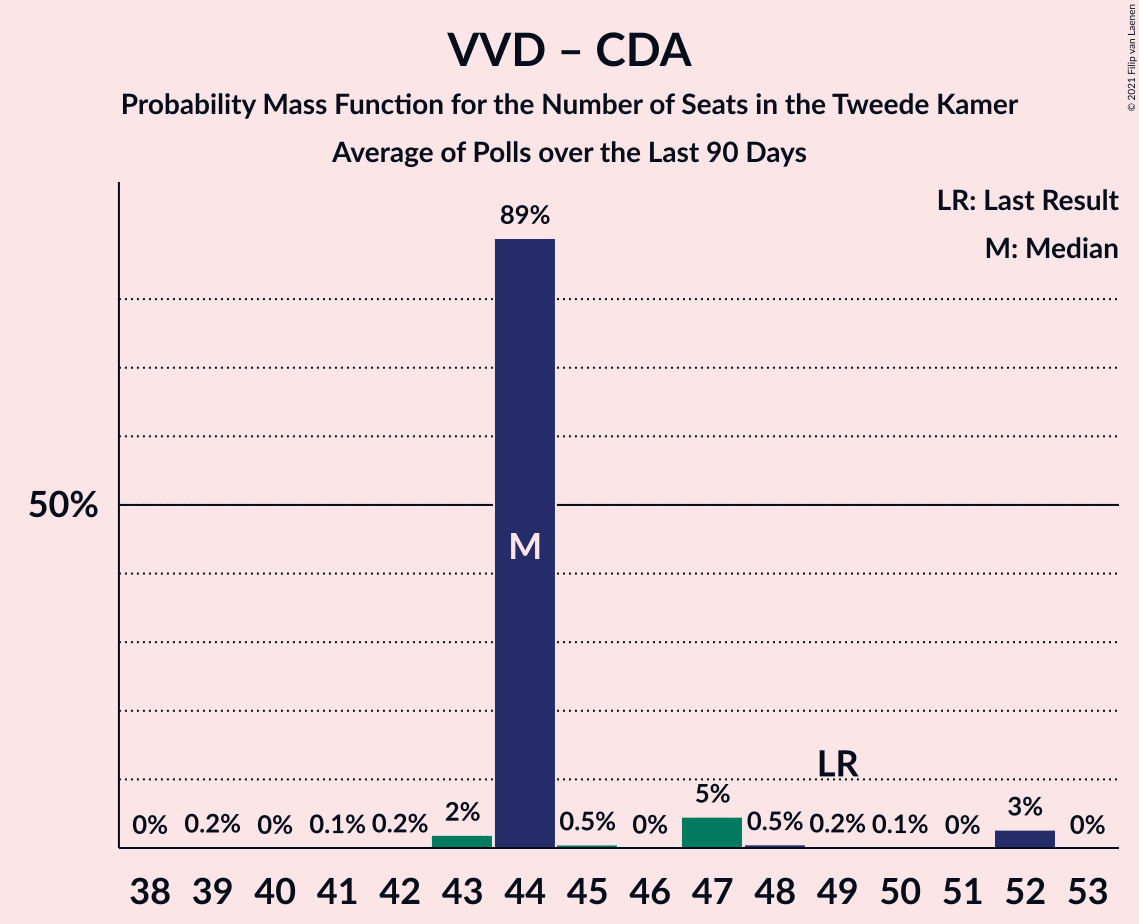 VVD – CDA
Probability Mass Function for the Number of Seats in the Tweede Kamer
Average of Polls over the Last 90 Days
© 2021 Filip van Laenen
LR: Last Result
M: Median
89%
50%
M
LR
0% 0.2% 0% 0.1% 0.2% 2% 0.5% 0% 5% 0.5% 0.2% 0.1% 0% 3% 0%
38 39 40 41 42 43 44 45 46 47 48 49 50 51 52 53